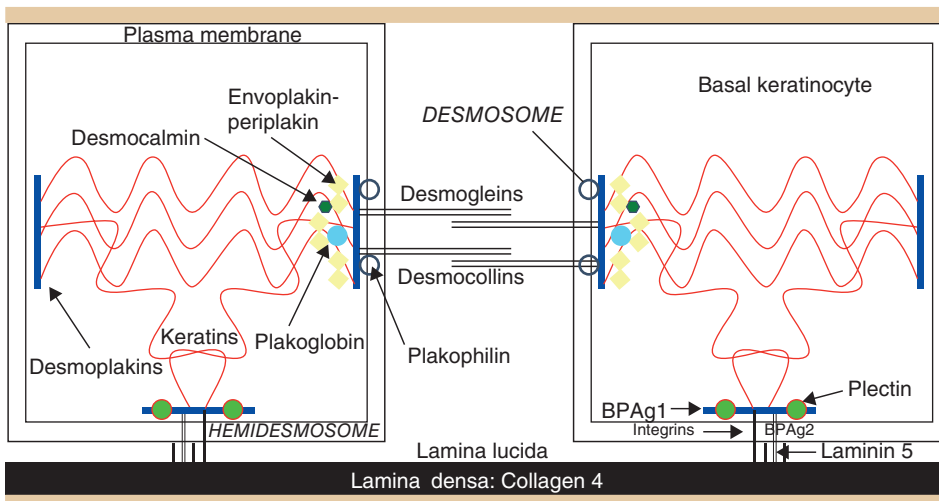 Plasma membrane
Envoplakin-
periplakin
Desmocalmin
DESMOSOME
Basal keratinocyte
Desmogleins
Desmocollins
Keratins
Plakoglobin
Plakophilin
Desmoplakins
Plectin
BPAg1
HEMIDESMOSOME
Integrins
BPAg2
Lamina lucida
Laminin 5
Lamina densa: Collagen 4